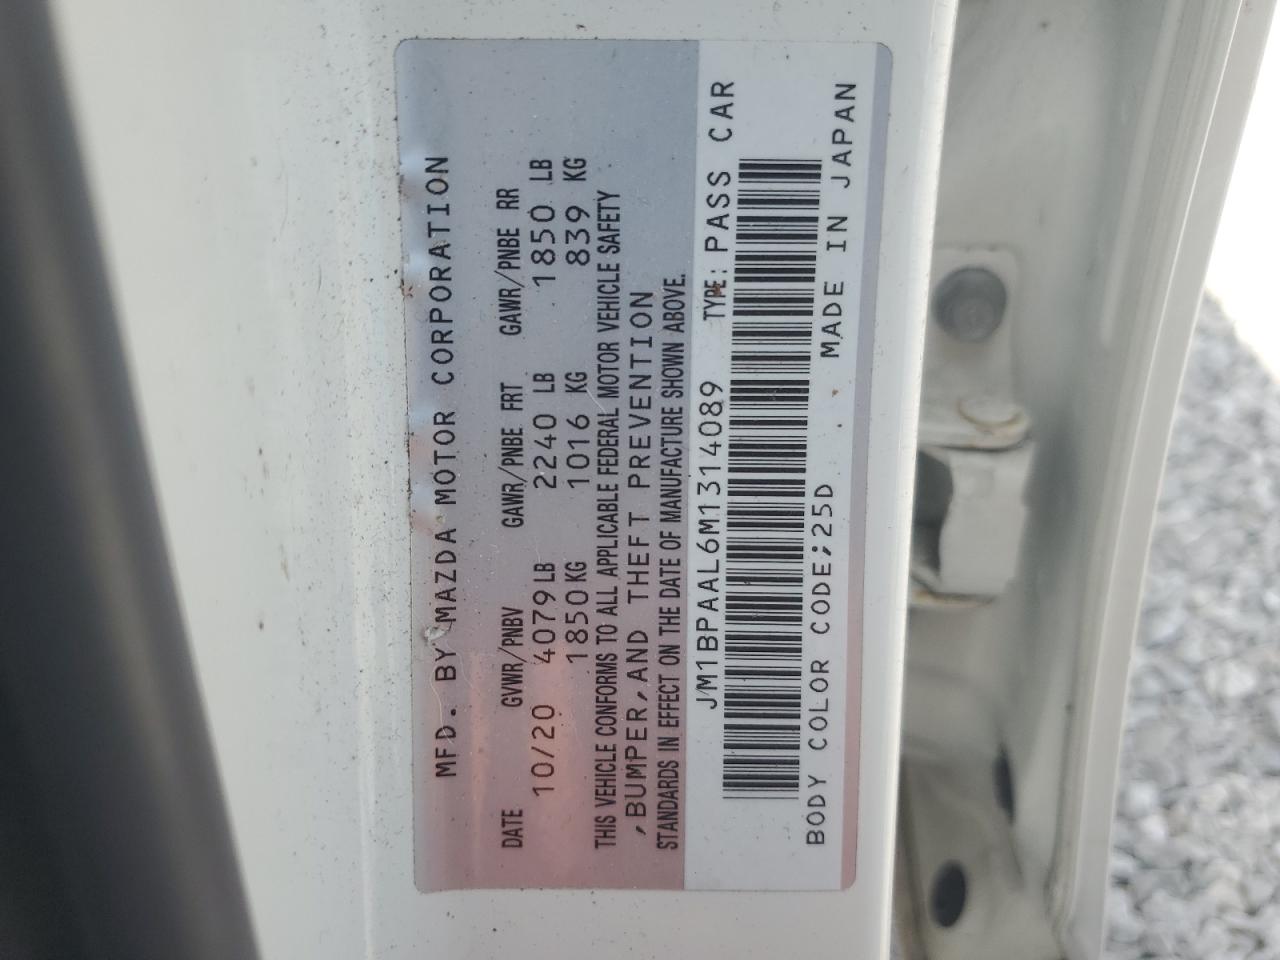 MFD. BY MAZDA MOTOR CORPORATION
DATE GVWR/PNBV GAWR/PNBE FRT GAWR/PNBE RR
10/20 4079LB 2240 LB 1850 LB
1850KG 1016 KG 839 KG
THIS VEHICLE CONFORMS TO ALL APPLICABLE FEDERAL MOTOR VEHICLE SAFETY
,BUMPER,AND THEFT PREVENTION
STANDARDS IN EFFECT ON THE DATE OF MANUFACTURE SHOWN ABOVE.
JM1BPAAL6M1314089 TYPE:PASS CAR
BODY COLOR CODE:25D MADE IN JAPAN